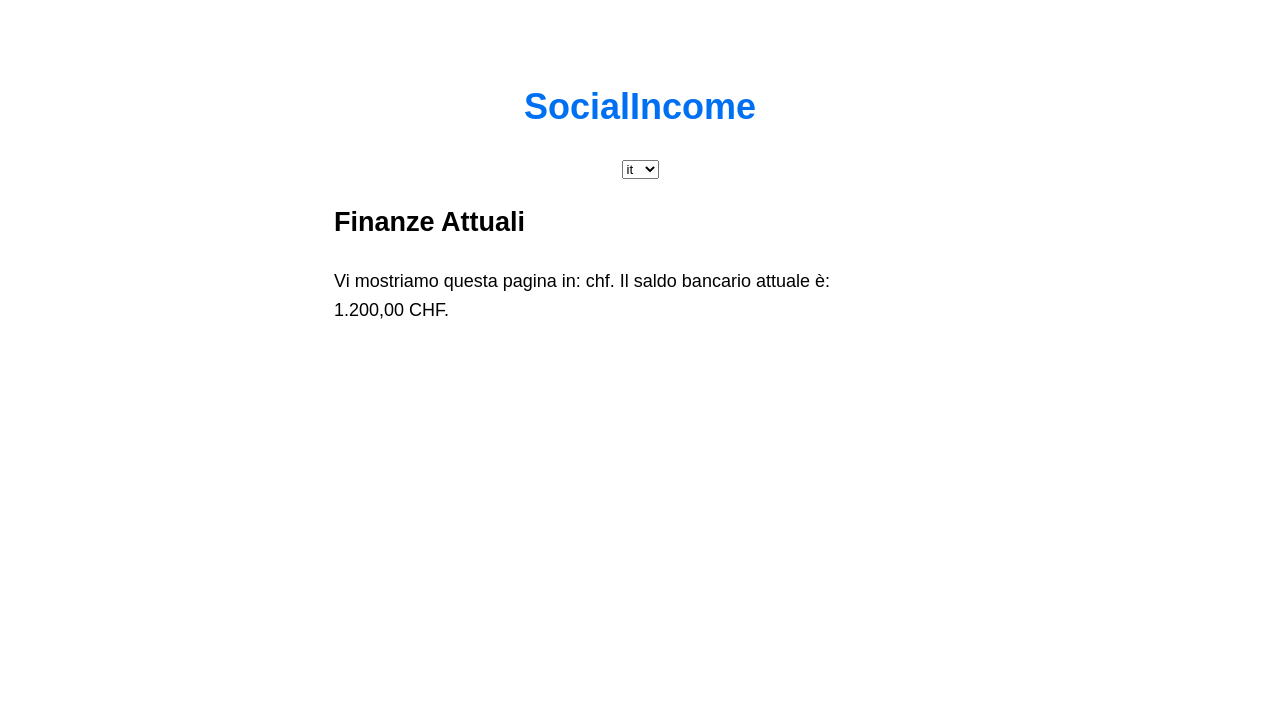 SocialIncome
it
Finanze Attuali
Vi mostriamo questa pagina in: chf. Il saldo bancario attuale è:
1.200,00 CHF.